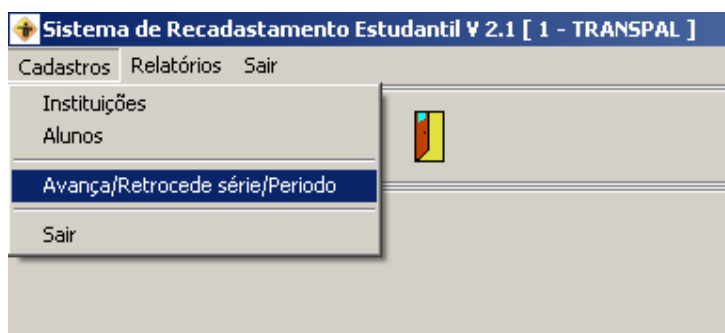 Sistema de Recadastamento Estudantil V 2.1 [ 1 - TRANSPAL ]
Cadastros Relatórios Sair
Instituições
Alunos
Avança/Retrocede série/Periodo
Sair